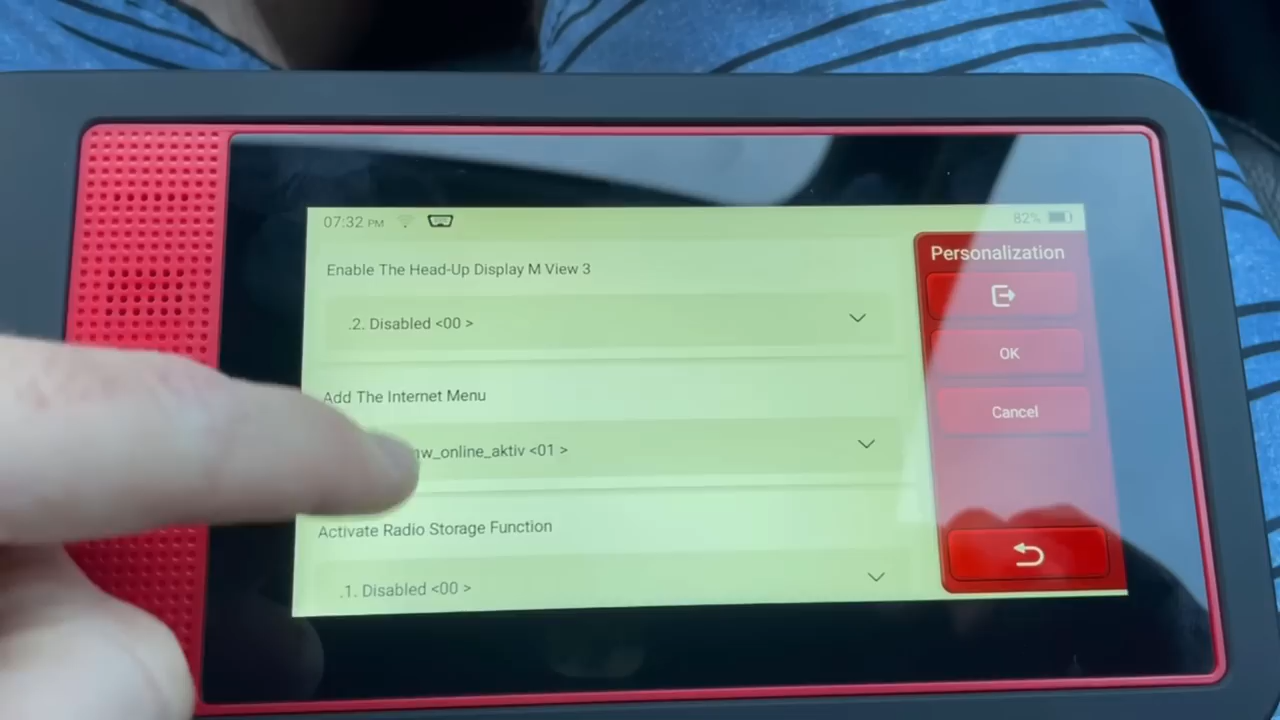 07:32 PM
82%
Enable The Head-Up Display M View 3
.2. Disabled <00 >
Add The Internet Menu
w_online_aktiv <01 >
Activate Radio Storage Function
.1. Disabled <00 >
Personalization
OK
Cancel